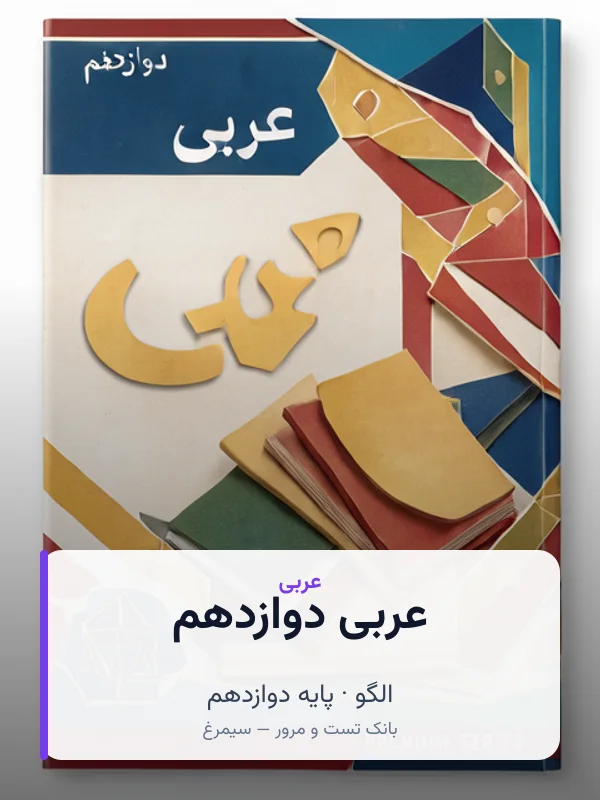 دوازدهم
عربی
عربی
عربی دوازدهم
الگو · پایه دوازدهم
بانک تست و مرور – سیمرغ